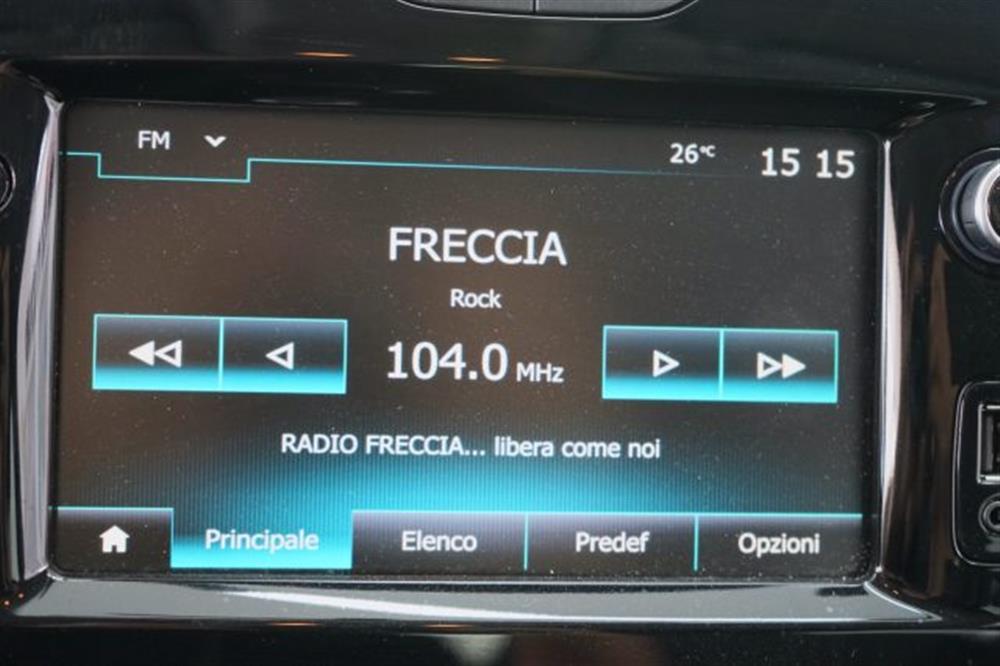 FM
26°C 15 15
FRECCIA
Rock
104.0 MHz
RADIO FRECCIA... libera come noi
Principale Elenco Predef Opzioni